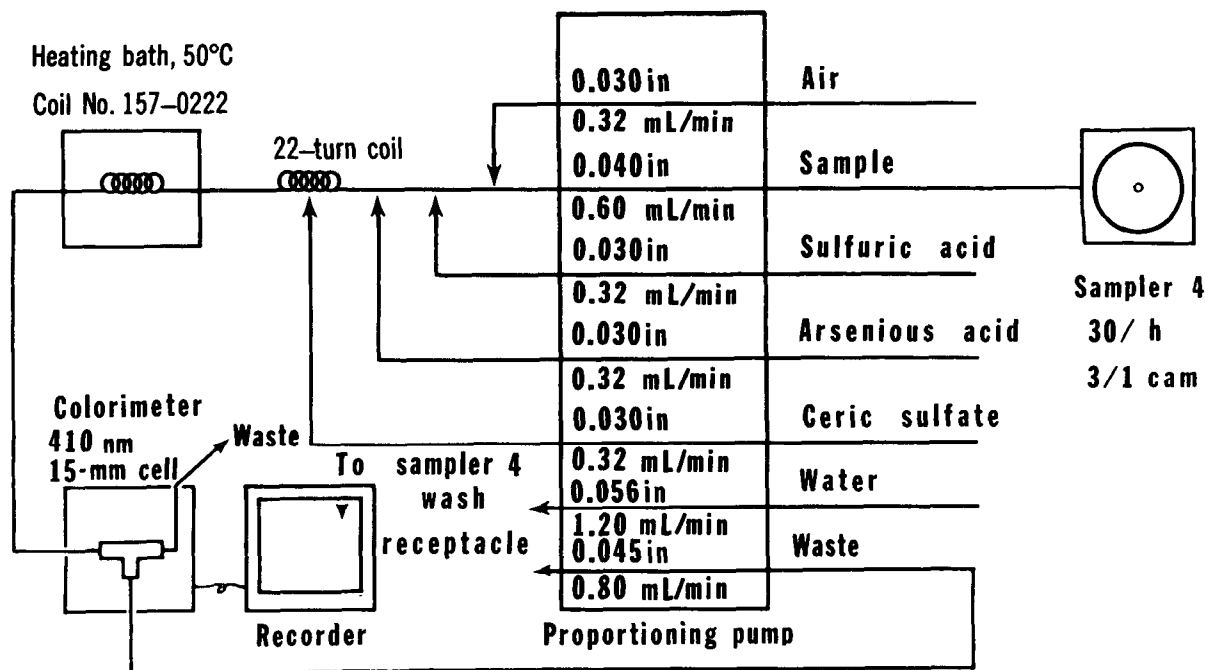 Heating bath, 50°C
Coil No. 157–0222
22–turn coil
0.030in
Air
0.32 mL/min
0.040in
Sample
0.60 mL/min
0.030in
Sulfuric acid
0.32 mL/min
0.030in
Arsenious acid
0.32 mL/min
0.030in
Ceric sulfate
0.32 mL/min
0.056in
Water
1.20 mL/min
0.045in
Waste
0.80 mL/min
Sampler 4
30/ h
3/1 cam
Colorimeter
410 nm
15-mm cell
Waste
To sampler 4
wash
receptacle
Recorder
Proportioning pump